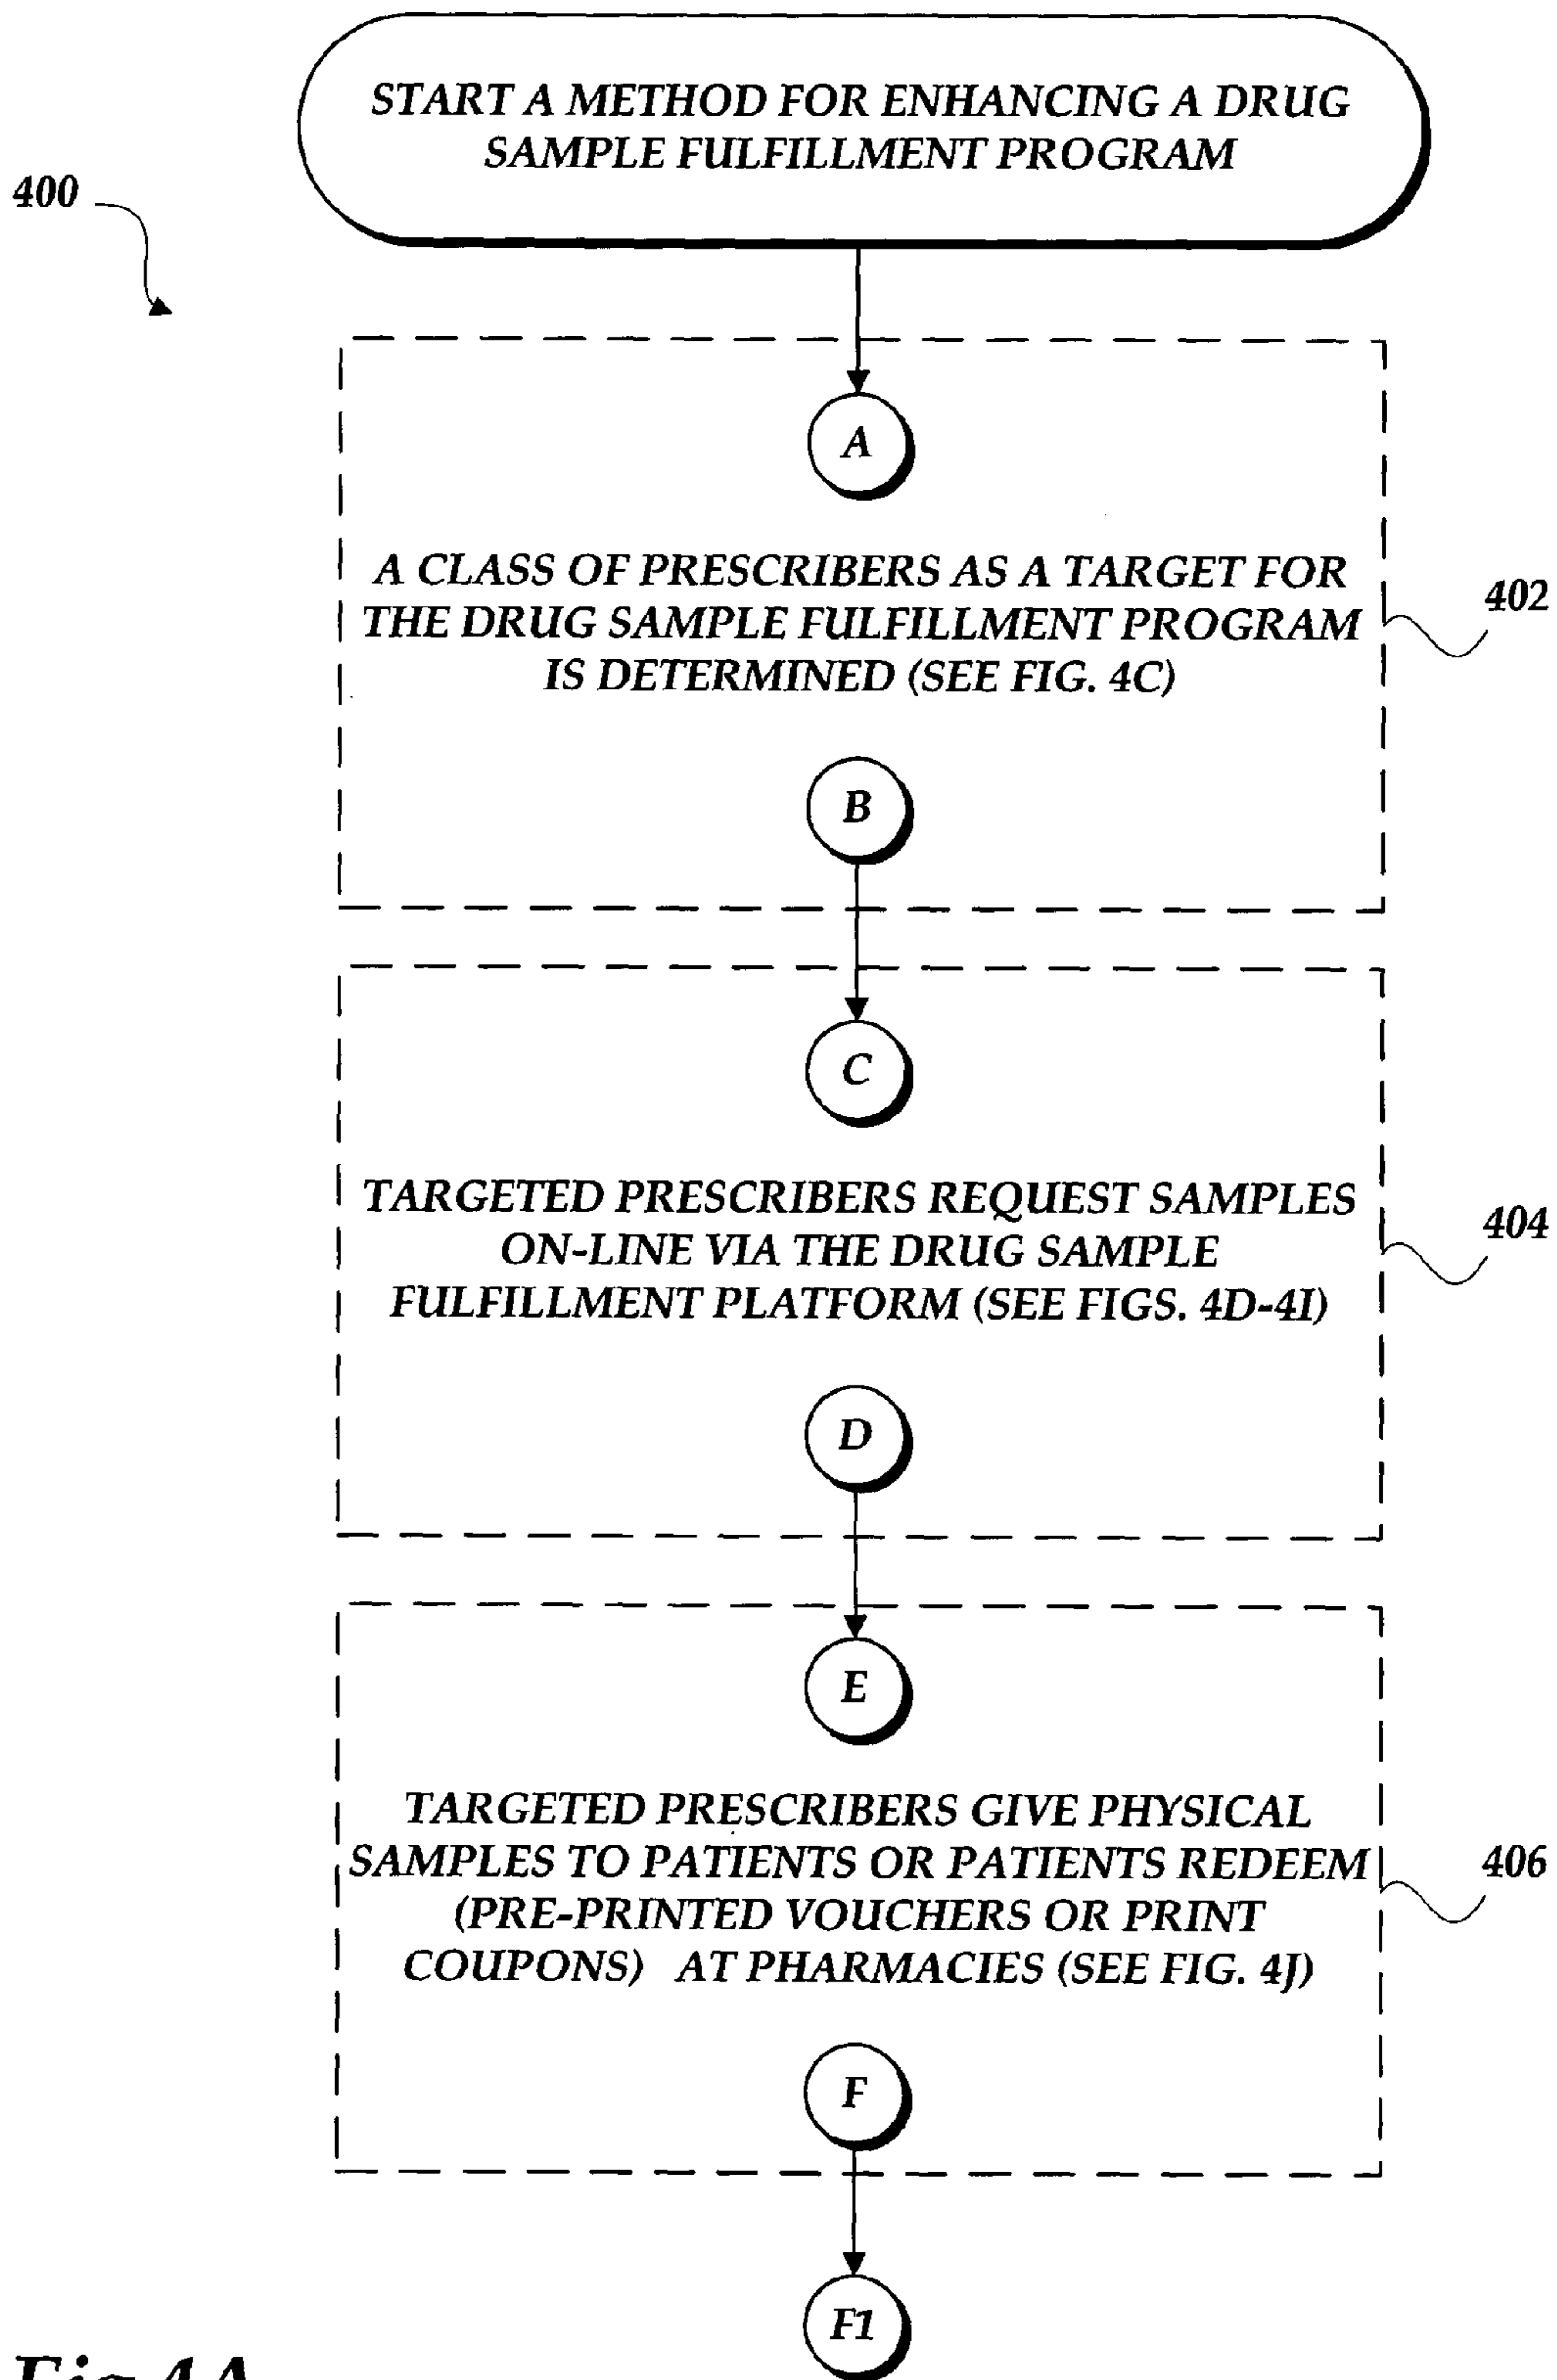 START A METHOD FOR ENHANCING A DRUG
SAMPLE FULFILLMENT PROGRAM
400
A
A CLASS OF PRESCRIBERS AS A TARGET FOR
THE DRUG SAMPLE FULFILLMENT PROGRAM
IS DETERMINED (SEE FIG. 4C)
402
B
C
TARGETED PRESCRIBERS REQUEST SAMPLES
ON-LINE VIA THE DRUG SAMPLE
FULFILLMENT PLATFORM (SEE FIGS. 4D-4I)
404
D
E
TARGETED PRESCRIBERS GIVE PHYSICAL
SAMPLES TO PATIENTS OR PATIENTS REDEEM
(PRE-PRINTED VOUCHERS OR PRINT
COUPONS) AT PHARMACIES (SEE FIG. 4J)
406
F
F1
Fig. 4A